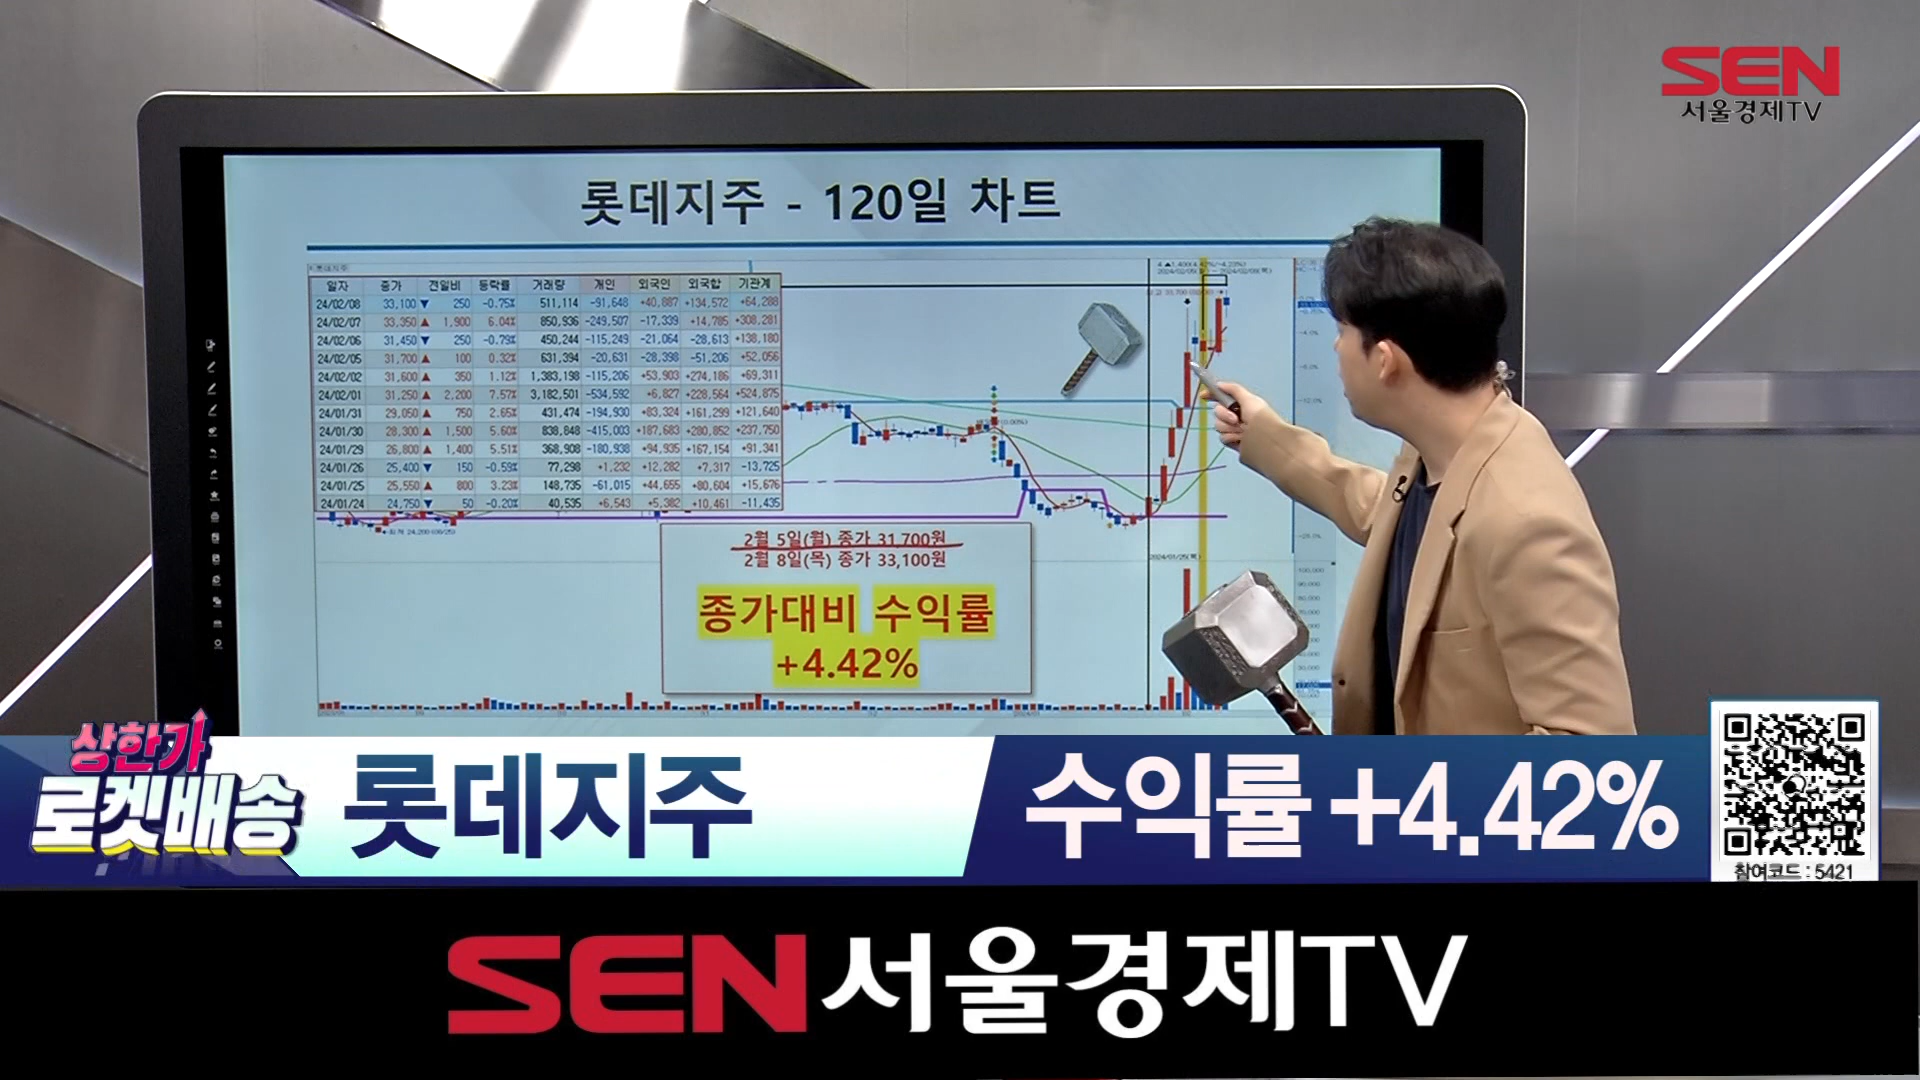 SEN
서울경제TV
롯데지주 - 120일 차트
롯데지주
일자 종가 전일비 등락률 거래량 개인 외국인 외국합 기관계
24/02/08 33,100 ▼ 250 -0.75% 511,114 -91,648 +40,887 +134,572 +64,288
24/02/07 33,350 ▲ 1,900 6.04% 850,936 -249,507 -17,339 +14,785 +308,281
24/02/06 31,450 ▼ 250 -0.79% 450,244 -115,249 -21,064 -28,613 +138,180
24/02/05 31,700 ▲ 100 0.32% 631,394 -20,631 -28,398 -51,206 +52,056
24/02/02 31,600 ▲ 350 1.12% 1,383,198 -115,206 +53,903 +274,186 +69,311
24/02/01 31,250 ▲ 2,200 7.57% 3,182,501 -534,592 +6,827 +228,564 +524,875
24/01/31 29,050 ▲ 750 2.65% 431,474 -194,930 +83,324 +161,299 +121,640
24/01/30 28,300 ▲ 1,500 5.60% 838,848 -415,003 +187,683 +280,852 +237,750
24/01/29 26,800 ▲ 1,400 5.51% 368,908 -180,938 +94,935 +167,154 +91,341
24/01/26 25,400 ▼ 150 -0.59% 77,298 +1,232 +12,282 +7,317 -13,725
24/01/25 25,550 ▲ 800 3.23% 148,735 -61,015 +44,655 +80,604 +15,676
24/01/24 24,750 ▼ 50 -0.20% 40,535 +6,543 +5,382 +10,461 -11,435
2월 5일(월) 종가 31,700원
2월 8일(목) 종가 33,100원
종가대비 수익률
+4.42%
상한가
로켓배송
롯데지주
수익률 +4.42%
참여코드 : 5421
SEN 서울경제TV